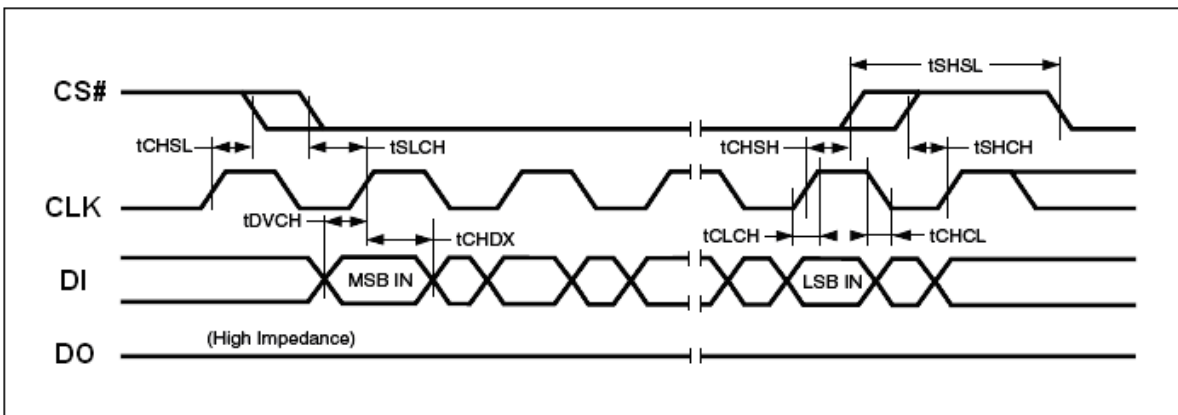 tSHSL
CS#
tCHSL
tSLCH
tCHSH
tSHCH
CLK
tDVCH
tCHDX
tCLCH
tCHCL
DI
MSB IN
LSB IN
(High Impedance)
DO